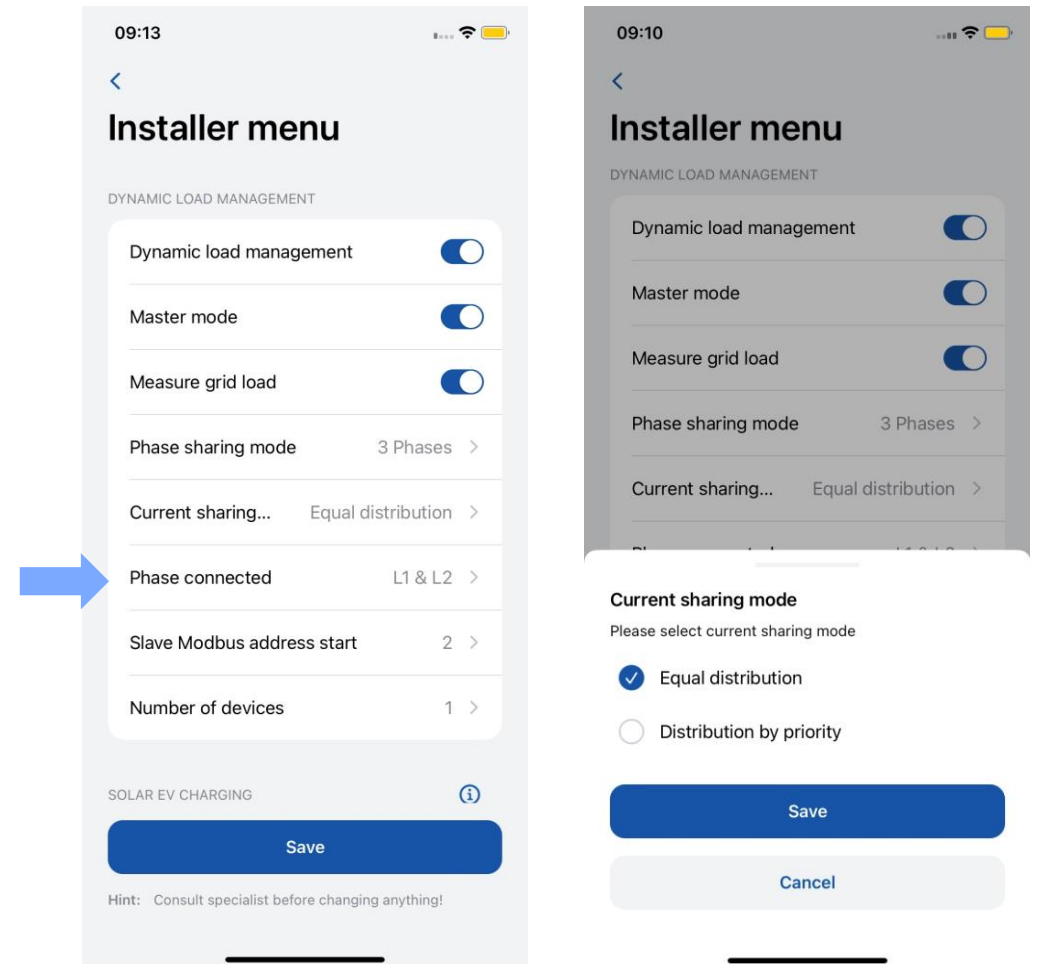 09:13
Installer menu
DYNAMIC LOAD MANAGEMENT
Dynamic load management
Master mode
Measure grid load
Phase sharing mode 3 Phases
Current sharing... Equal distribution
Phase connected L1 & L2
Slave Modbus address start 2
Number of devices 1
SOLAR EV CHARGING
Save
Hint: Consult specialist before changing anything!
09:10
Installer menu
DYNAMIC LOAD MANAGEMENT
Dynamic load management
Master mode
Measure grid load
Phase sharing mode 3 Phases
Current sharing... Equal distribution
Current sharing mode
Please select current sharing mode
Equal distribution
Distribution by priority
Save
Cancel